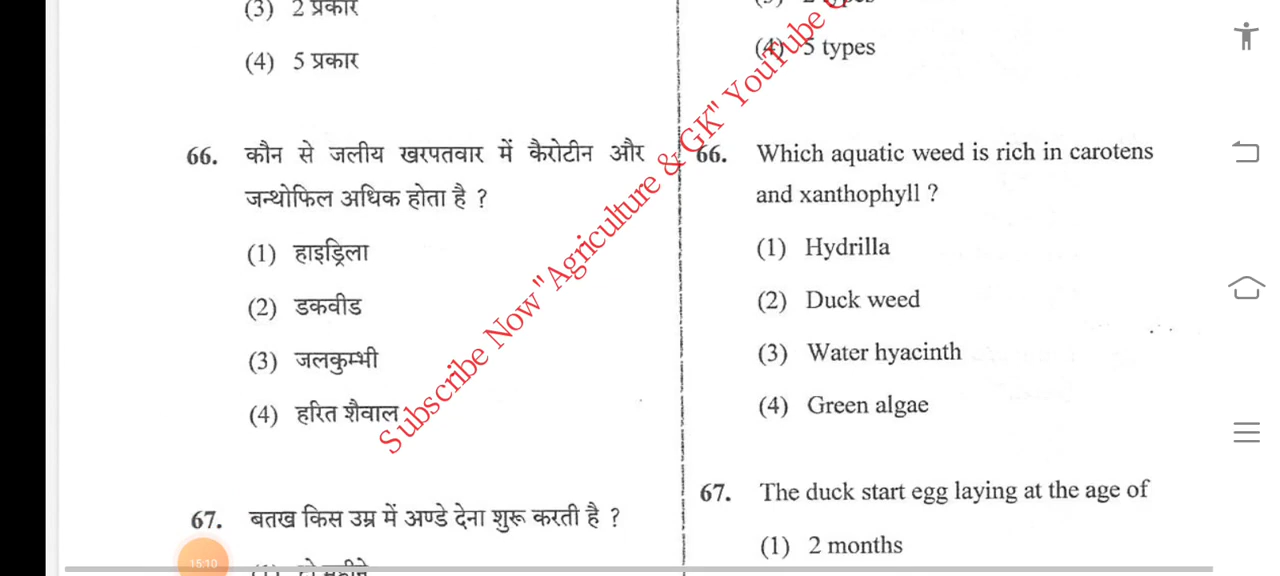 (3) 2 प्रकार
(4) 5 प्रकार
66. कौन से जलीय खरपतवार में कैरोटीन और
जन्थोफिल अधिक होता है ?
(1) हाइड्रिला
(2) डकवीड
(3) जलकुम्भी
(4) हरित शैवाल
67. बतख किस उम्र में अण्डे देना शुरू करती है ?
(4) 5 types
66. Which aquatic weed is rich in carotens
and xanthophyll ?
(1) Hydrilla
(2) Duck weed
(3) Water hyacinth
(4) Green algae
67. The duck start egg laying at the age of
(1) 2 months
Subscribe Now"Agriculture & GK" YouTube
15:10